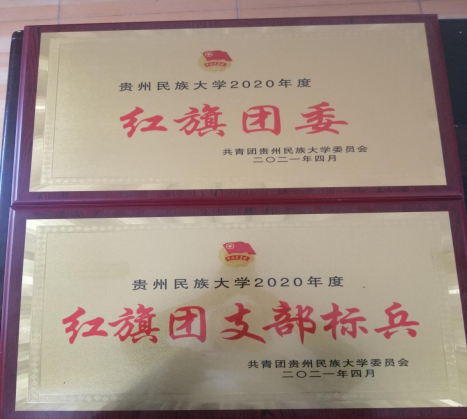 贵州民族大学2020年度
红旗团委
共青团贵州民族大学委员会
二〇二一年四月
贵州民族大学2020年度
红旗团支部标兵
共青团贵州民族大学委员会
二〇二一年四月